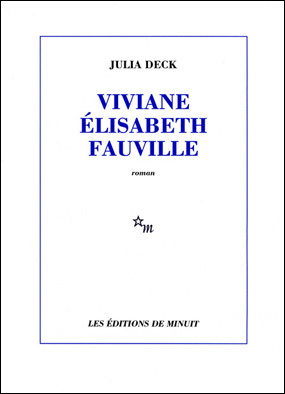 JULIA DECK
VIVIANE
ÉLISABETH
FAUVILLE
roman
m
LES ÉDITIONS DE MINUIT